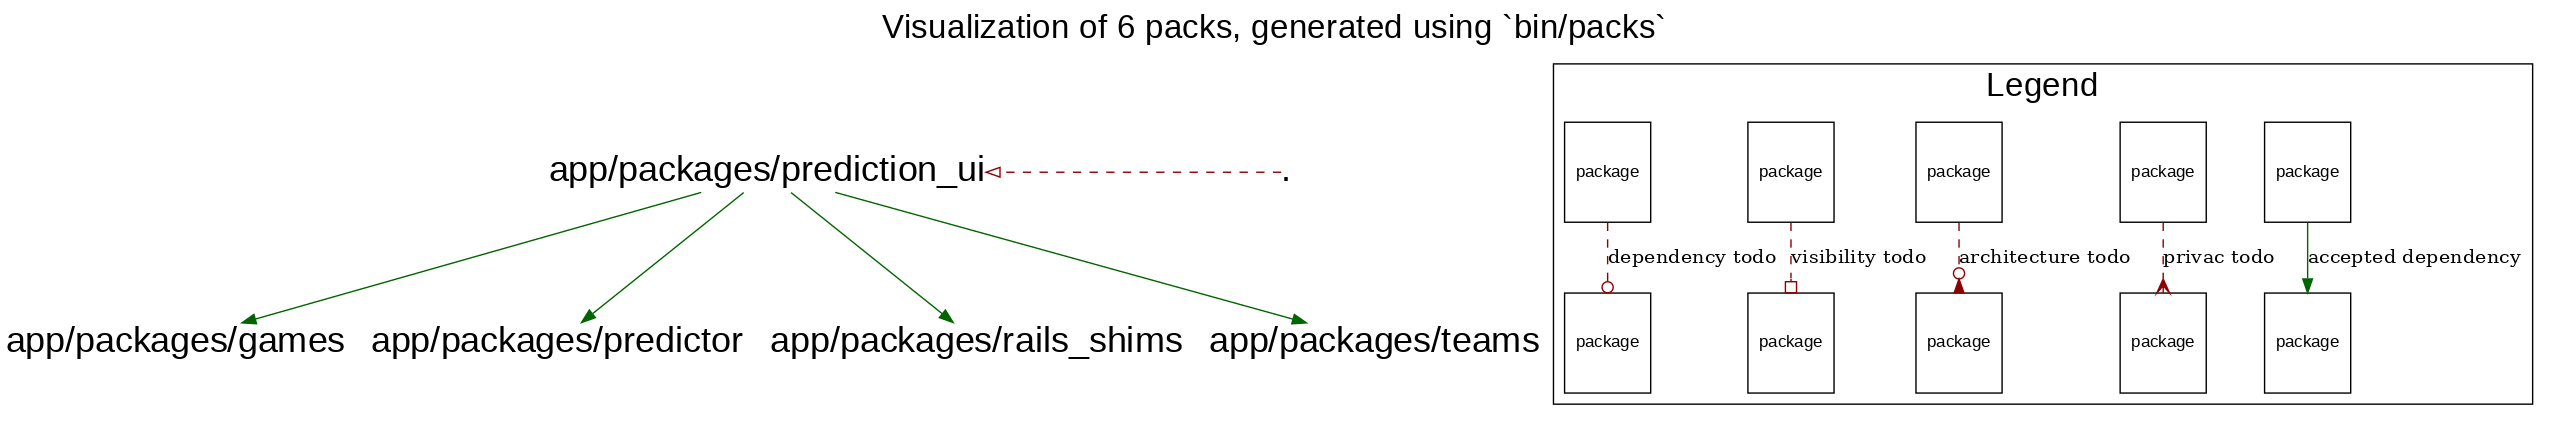 Visualization of 6 packs, generated using `bin/packs`
Legend
app/packages/prediction_ui
.
package
package
package
package
package
dependency todo
visibility todo
architecture todo
privac todo
accepted dependency
app/packages/games
app/packages/predictor
app/packages/rails_shims
app/packages/teams
package
package
package
package
package